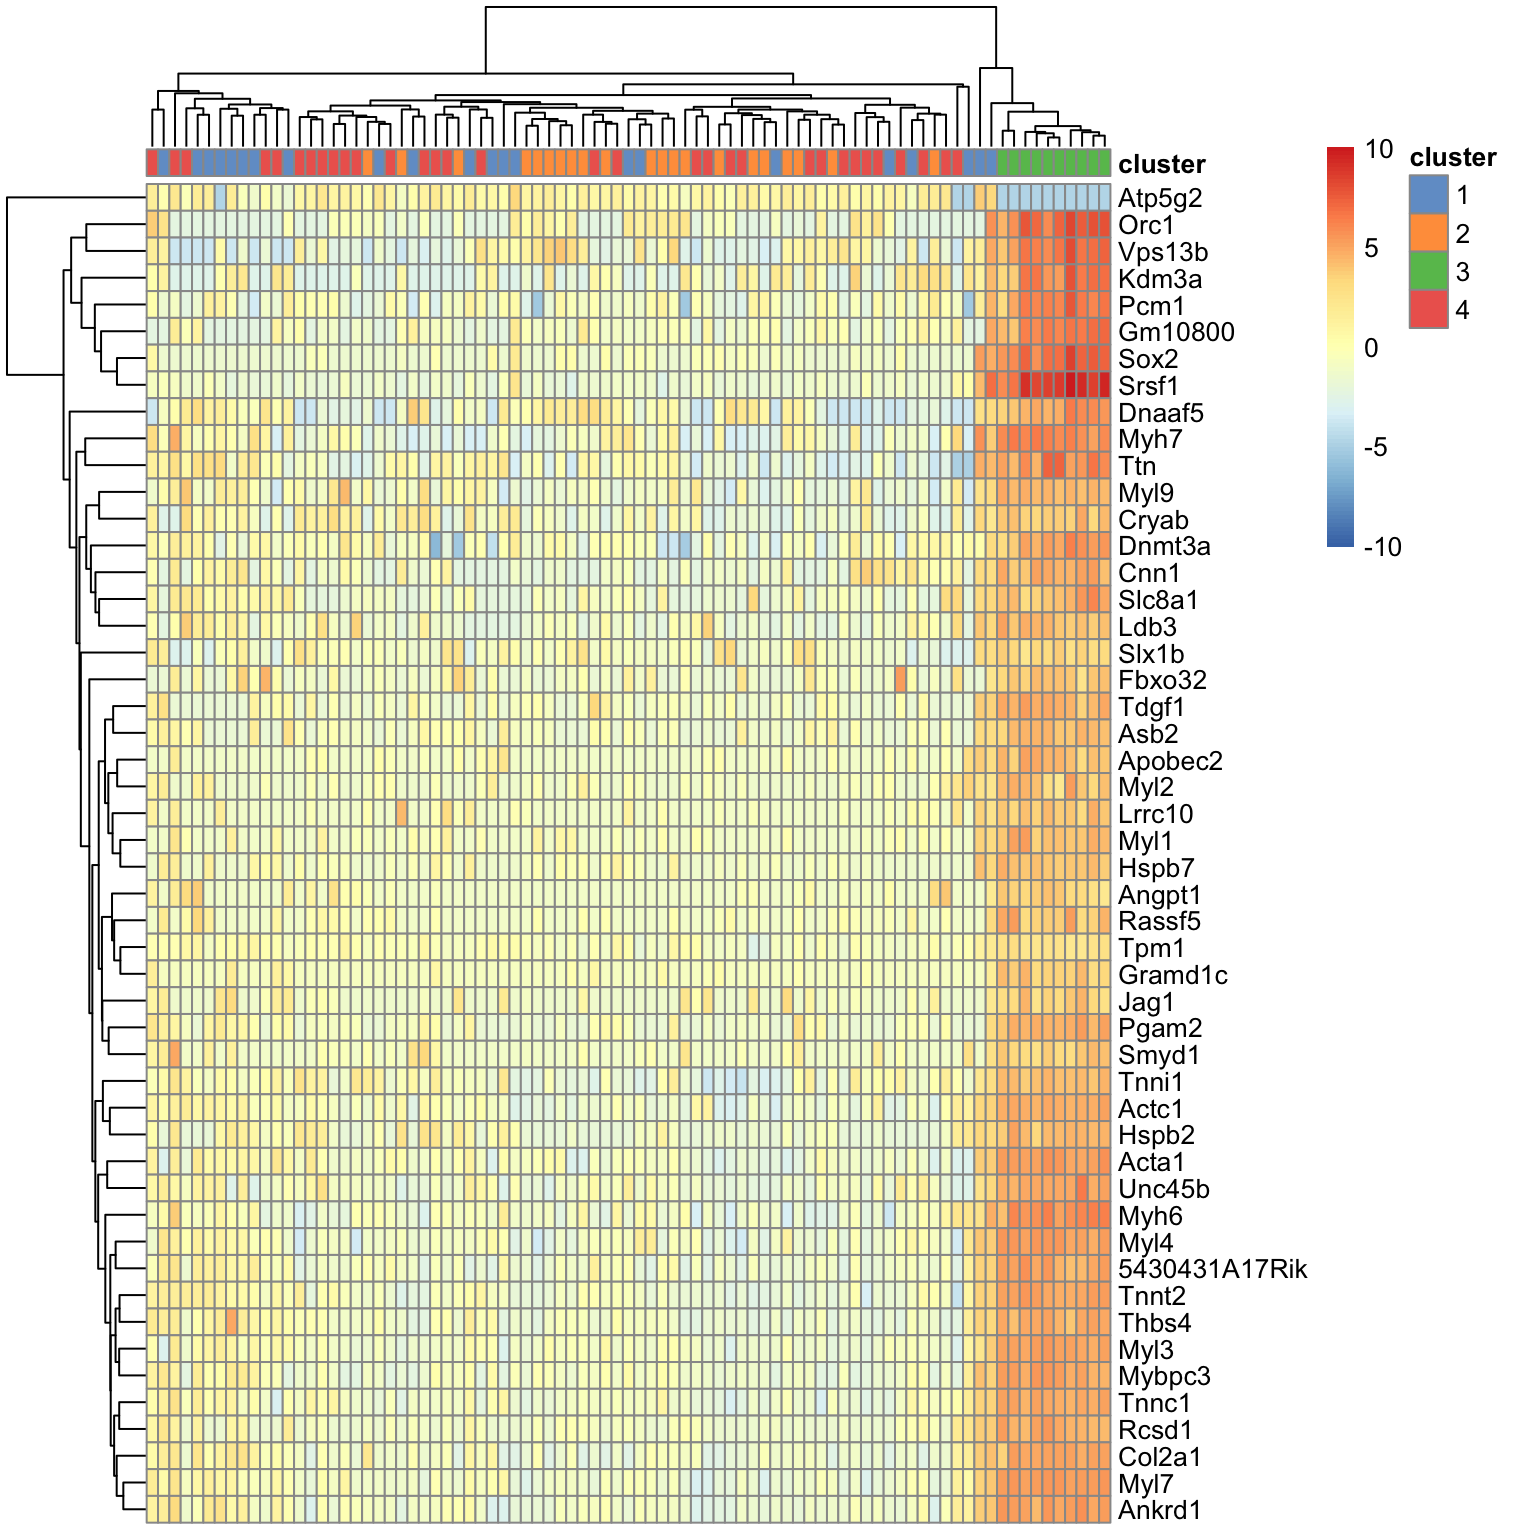 cluster
Atp5g2
Orc1
Vps13b
Kdm3a
Pcm1
Gm10800
Sox2
Srsf1
Dnaaf5
Myh7
Ttn
Myl9
Cryab
Dnmt3a
Cnn1
Slc8a1
Ldb3
Slx1b
Fbxo32
Tdgf1
Asb2
Apobec2
Myl2
Lrrc10
Myl1
Hspb7
Angpt1
Rassf5
Tpm1
Gramd1c
Jag1
Pgam2
Smyd1
Tnni1
Actc1
Hspb2
Acta1
Unc45b
Myh6
Myl4
5430431A17Rik
Tnnt2
Thbs4
Myl3
Mybpc3
Tnnc1
Rcsd1
Col2a1
Myl7
Ankrd1
10
5
0
-5
-10
cluster
1
2
3
4